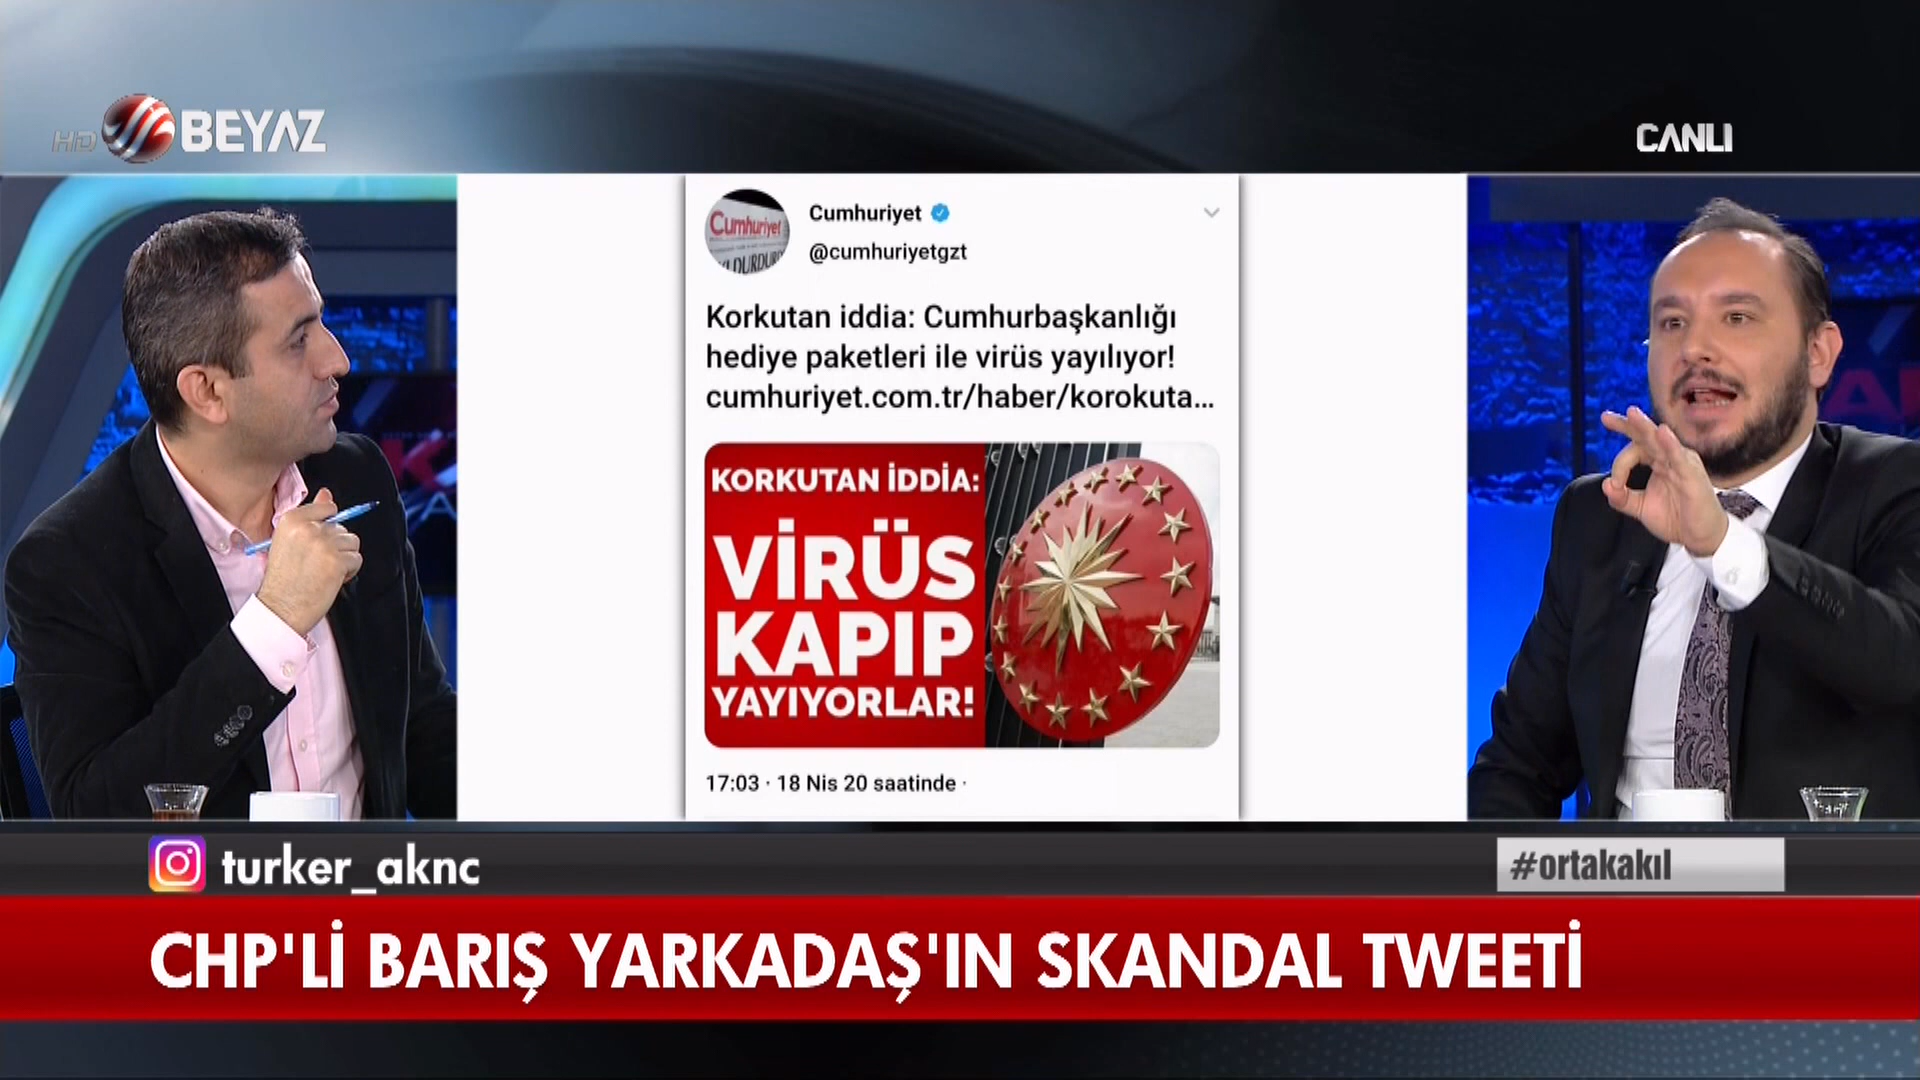 HD BEYAZ
CANLI
Cumhuriyet
Cumhuriyet
@cumhuriyetgzt
Korkutan iddia: Cumhurbaşkanlığı
hediye paketleri ile virüs yayılıyor!
cumhuriyet.com.tr/haber/korokuta...
KORKUTAN İDDİA:
VİRÜS
KAPIP
YAYIYORLAR!
17:03 · 18 Nis 20 saatinde ·
turker_aknc
#ortakakıl
CHP'Lİ BARIŞ YARKADAŞ'IN SKANDAL TWEETİ